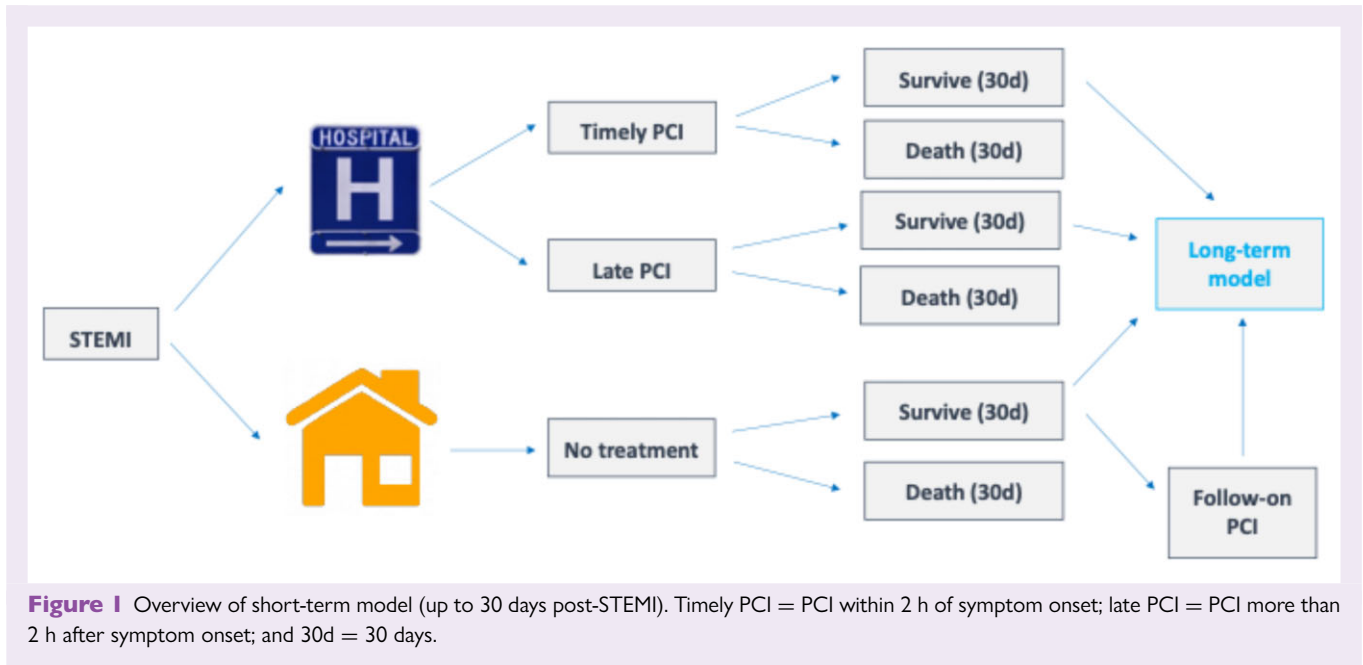 Survive (30d)
HOSPITAL
H
Timely PCI
Death (30d)
Survive (30d)
Late PCI
Long-term
model
Death (30d)
STEMI
Survive (30d)
No treatment
Death (30d)
Follow-on
PCI
Figure 1 Overview of short-term model (up to 30 days post-STEMI). Timely PCI = PCI within 2 h of symptom onset; late PCI = PCI more than
2 h after symptom onset; and 30d = 30 days.